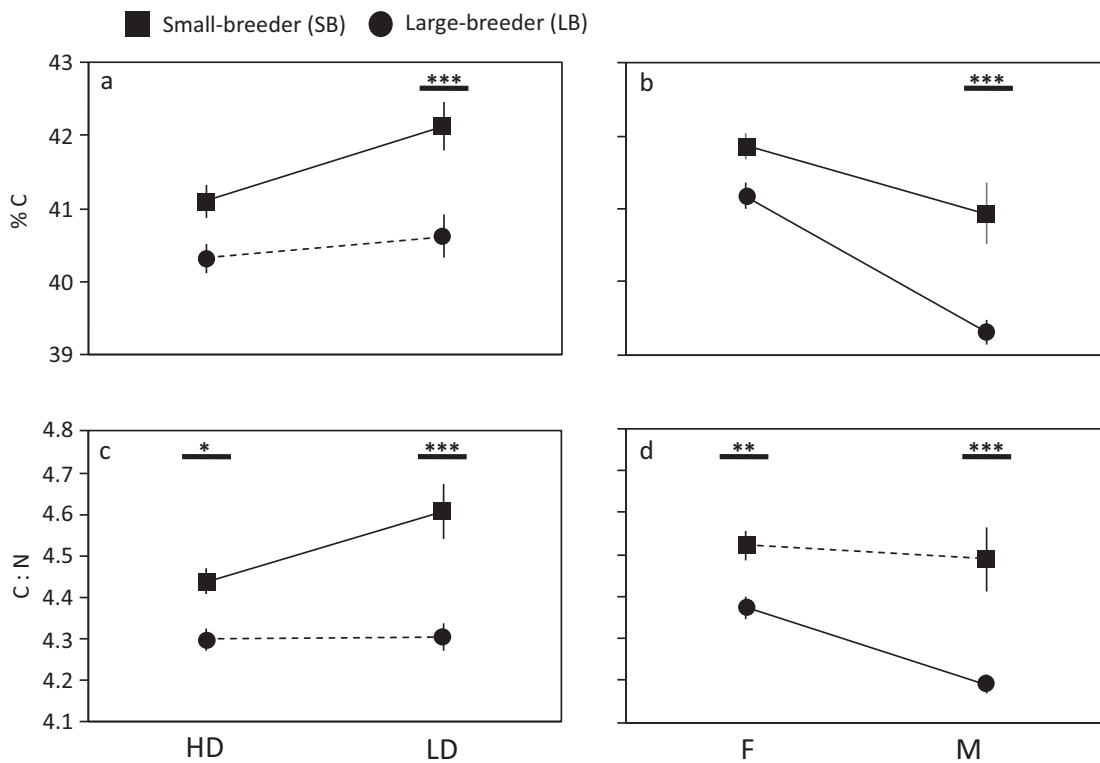 Small-breeder (SB) Large-breeder (LB)
43
42
41
40
39
% C
a
***
b
***
4.8
4.7
4.6
4.5
4.4
4.3
4.2
4.1
C : N
c
*
***
d
**
***
HD LD F M